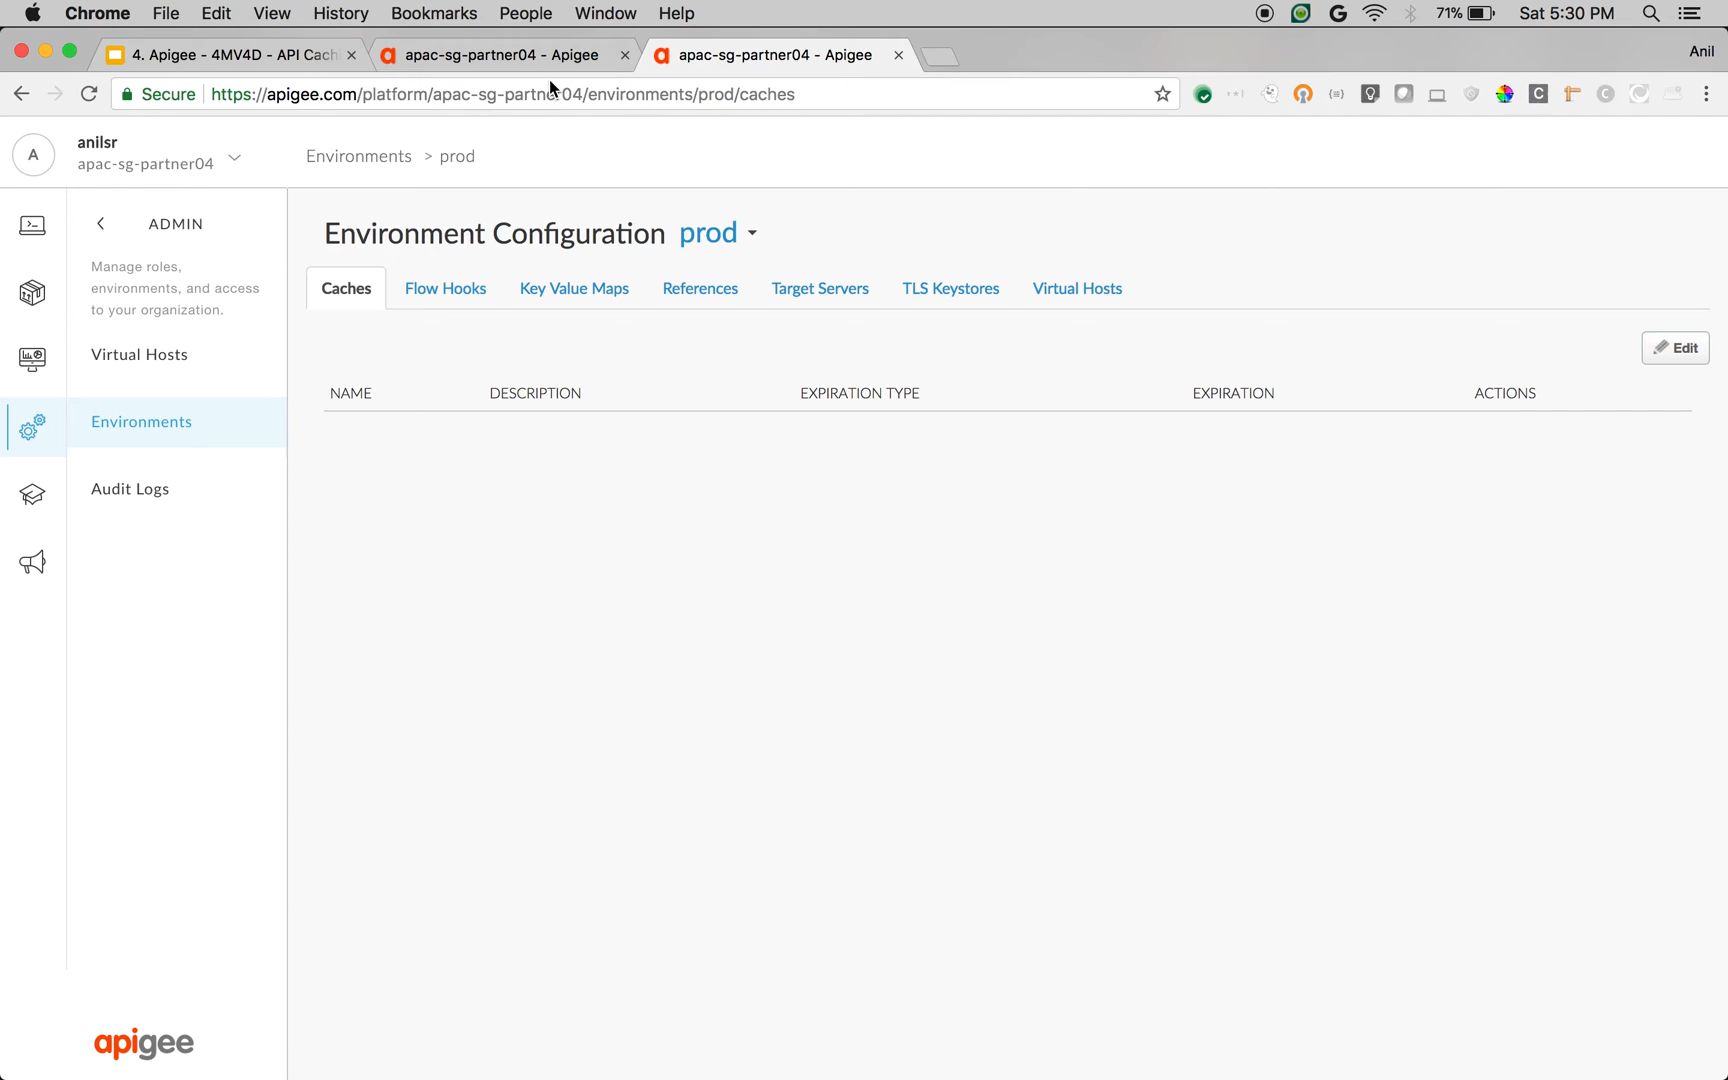 Chrome File Edit View History Bookmarks People Window Help 71% Sat 5:30 PM
4. Apigee - 4MV4D - API Cach apac-sg-partner04 - Apigee apac-sg-partner04 - Apigee Anil
Secure https://apigee.com/platform/apac-sg-partner04/environments/prod/caches
A
anilsr
apac-sg-partner04
Environments > prod
ADMIN
Manage roles,
environments, and access
to your organization.
Virtual Hosts
Environments
Audit Logs
apigee
Environment Configuration prod
Caches Flow Hooks Key Value Maps References Target Servers TLS Keystores Virtual Hosts
Edit
NAME DESCRIPTION EXPIRATION TYPE EXPIRATION ACTIONS